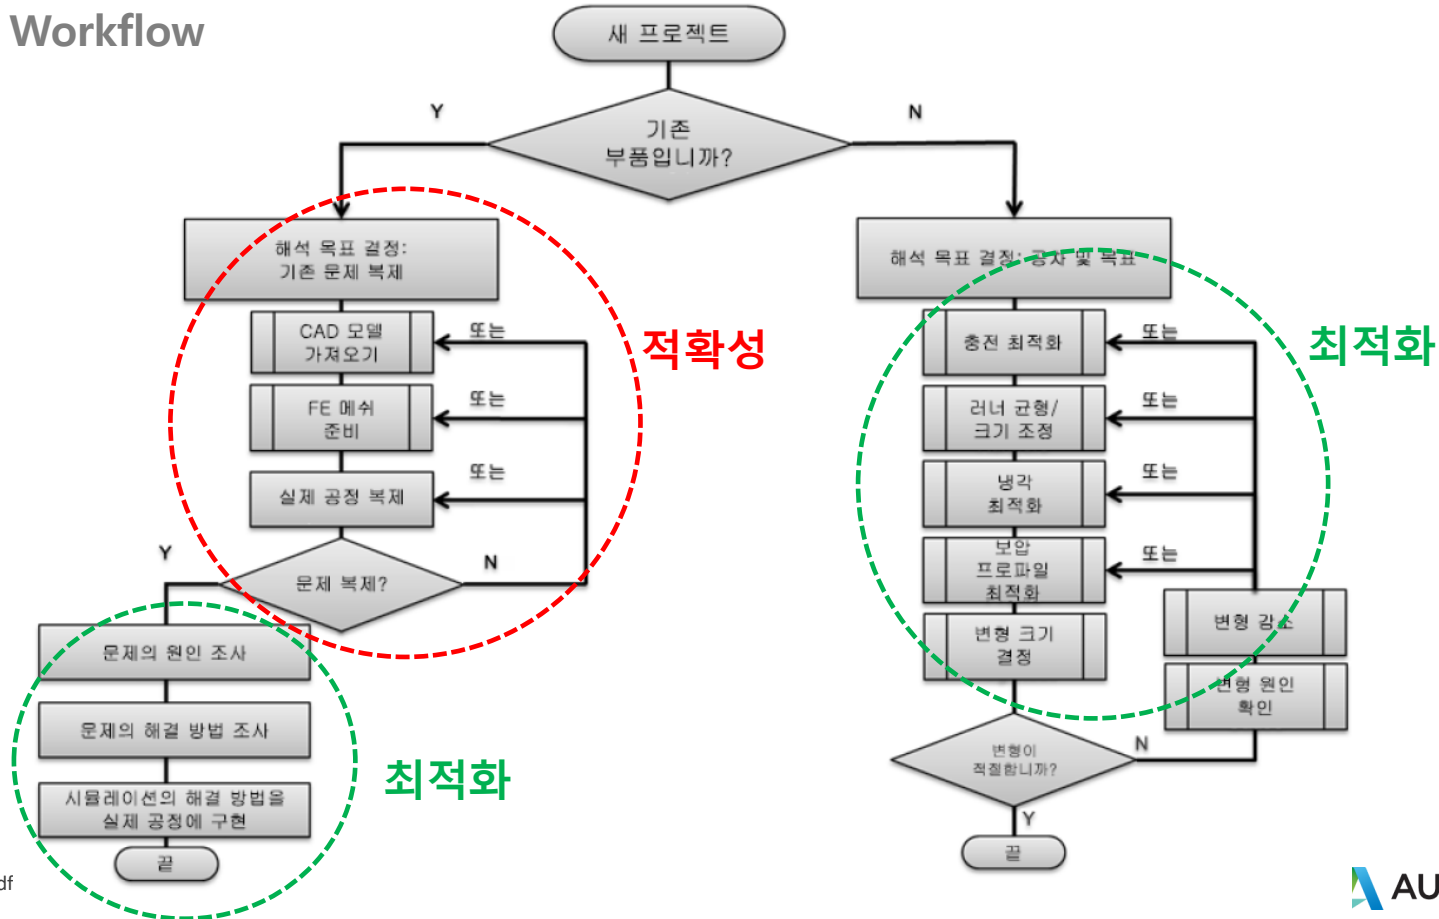 Workflow
새 프로젝트
Y
N
기존
부품입니까?
해석 목표 결정:
기존 문제 복제
CAD 모델
가져오기
또는
FE 메쉬
준비
또는
실제 공정 복제
또는
적확성
문제 복제?
Y
N
문제의 원인 조사
문제의 해결 방법 조사
시뮬레이션의 해결 방법을
실제 공정에 구현
끝
최적화
해석 목표 결정: 공차 및 목표
충전 최적화
또는
러너 균형/
크기 조정
또는
냉각
최적화
또는
보압
프로파일
최적화
또는
변형 크기
결정
변형 감소
변형 원인
확인
최적화
변형이
적절합니까?
N
Y
끝
df
AU